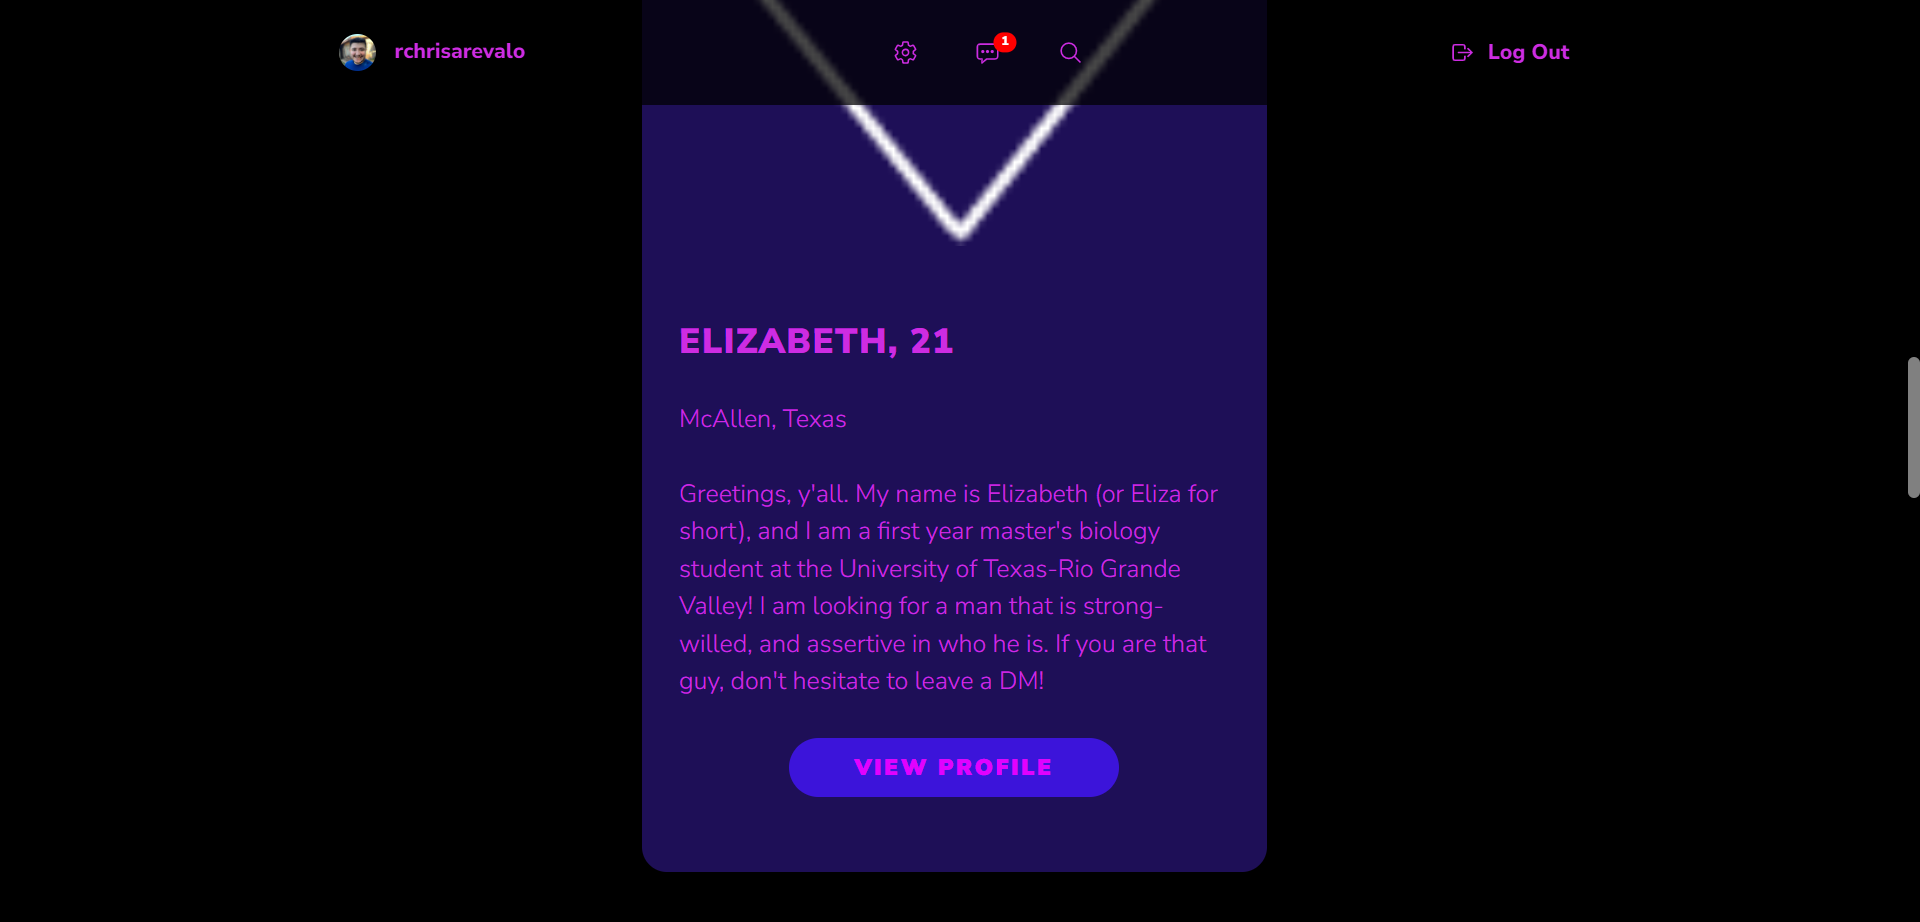 rchrisarevalo
1
Log Out
ELIZABETH, 21
McAllen, Texas
Greetings, y'all. My name is Elizabeth (or Eliza for
short), and I am a first year master's biology
student at the University of Texas-Rio Grande
Valley! I am looking for a man that is strong-
willed, and assertive in who he is. If you are that
guy, don't hesitate to leave a DM!
VIEW PROFILE